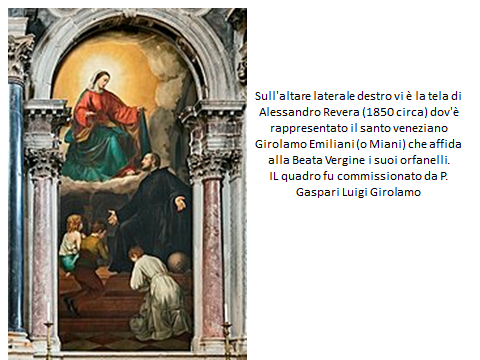 Sull'altare laterale destro vi è la tela di
Alessandro Revera (1850 circa) dov'è
rappresentato il santo veneziano
Girolamo Emiliani (o Miani) che affida
alla Beata Vergine i suoi orfanelli.
IL quadro fu commissionato da P.
Gaspari Luigi Girolamo